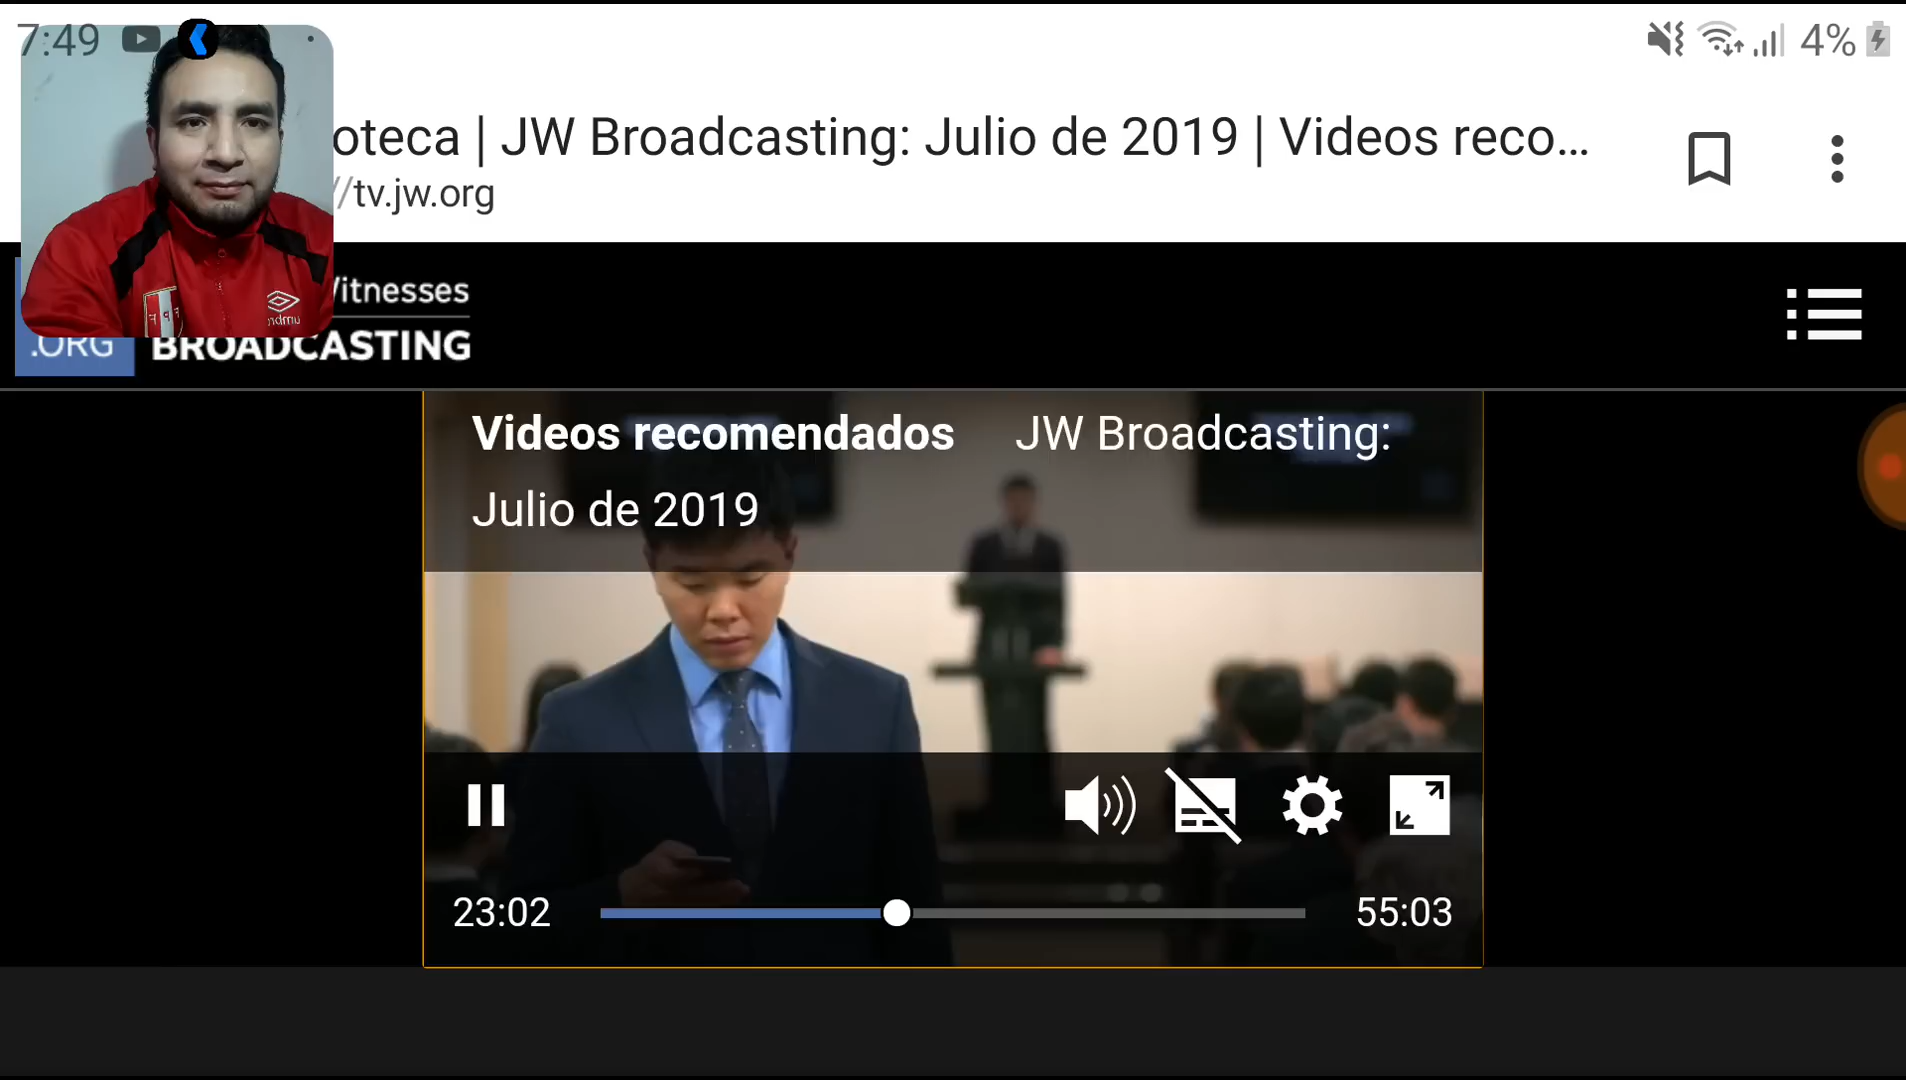 7:49
4%
oteca | JW Broadcasting: Julio de 2019 | Videos reco...
//tv.jw.org
Witnesses
.ORG BROADCASTING
Videos recomendados JW Broadcasting:
Julio de 2019
23:02
55:03